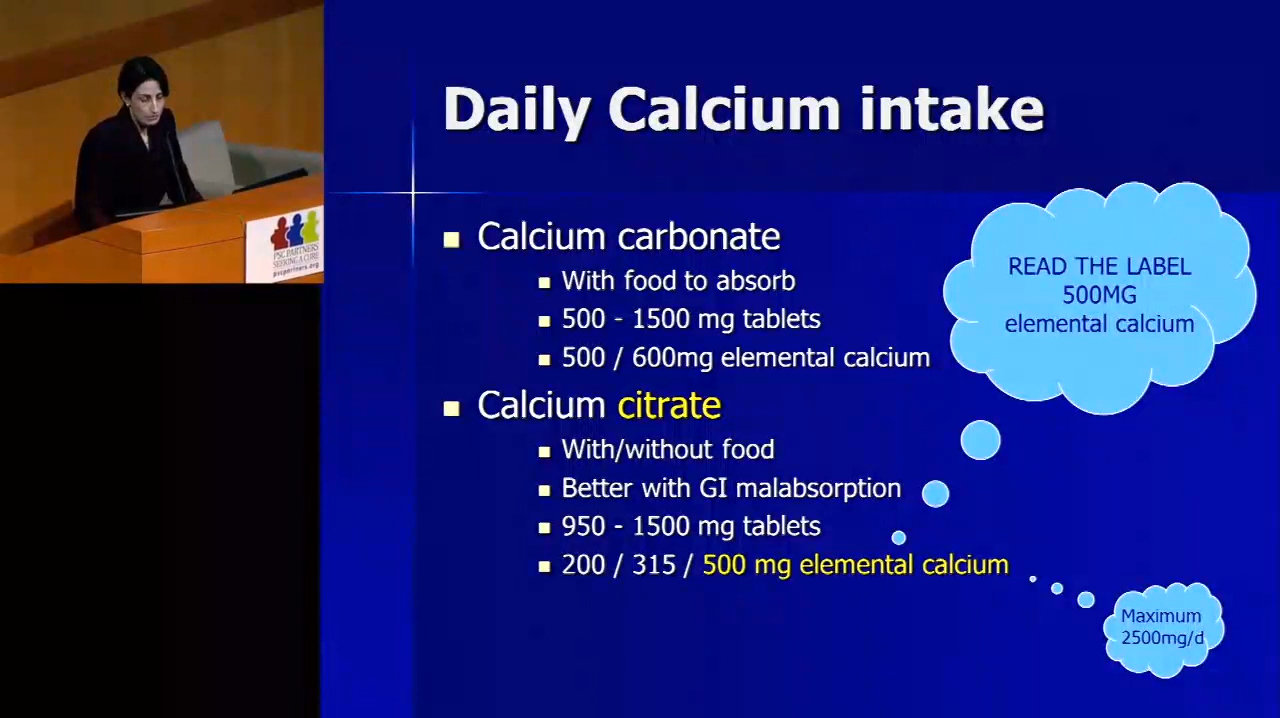 Daily Calcium intake
Calcium carbonate
With food to absorb
500 - 1500 mg tablets
500 / 600mg elemental calcium
Calcium citrate
With/without food
Better with GI malabsorption
950 - 1500 mg tablets
200 / 315 / 500 mg elemental calcium
READ THE LABEL
500MG
elemental calcium
Maximum
2500mg/d
PSC PARTNERS
SEEKING A CURE
pscpartners.org